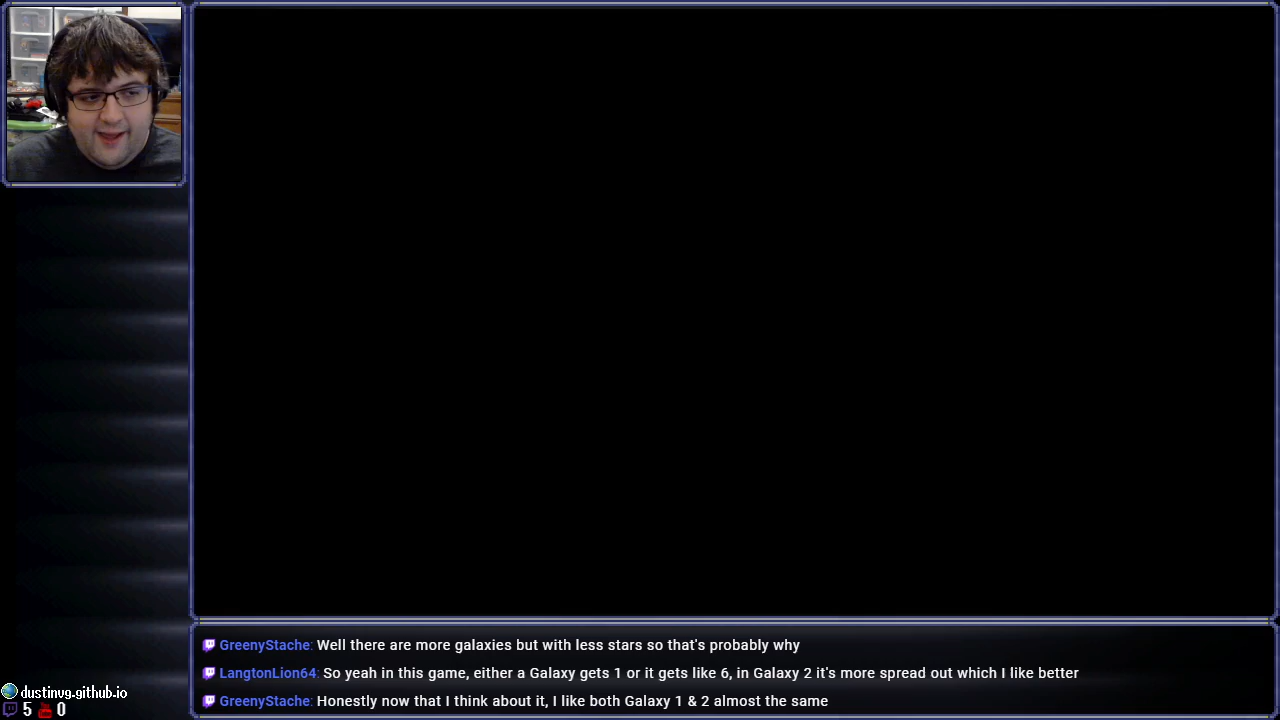 GreenyStache: Well there are more galaxies but with less stars so that's probably why
LangtonLion64: So yeah in this game, either a Galaxy gets 1 or it gets like 6, in Galaxy 2 it's more spread out which I like better
GreenyStache: Honestly now that I think about it, I like both Galaxy 1 & 2 almost the same
dustinvg.github.io
5 0